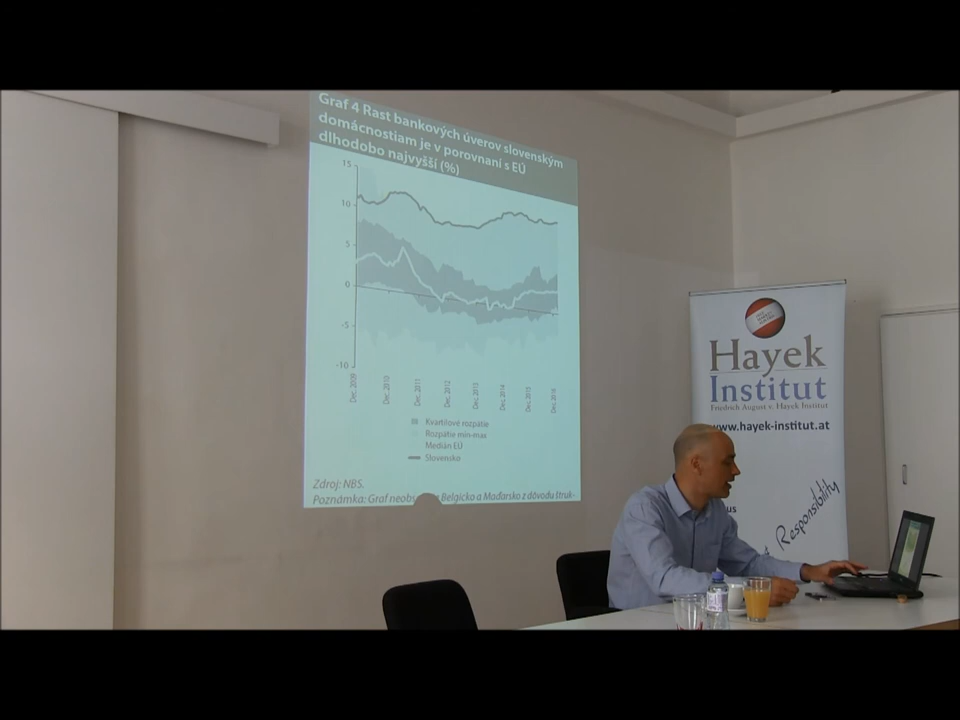 Graf 4 Rast bankových úverov slovenským
domácnostiam je v porovnaní s EÚ
dlhodobo najvyšší (%)
15
10
5
0
-5
-10
Dec. 2009
Dec. 2010
Dec. 2011
Dec. 2012
Dec. 2013
Dec. 2014
Dec. 2015
Dec. 2016
Kvartilové rozpätie
Rozpätie min-max
Medián EÚ
Slovensko
Zdroj: NBS.
Poznámka: Graf Belgicko a Maďarsko z dôvodu štruk-
Hayek
Institut
Friedrich August v. Hayek Institut
www.hayek-institut.at
Responsibility